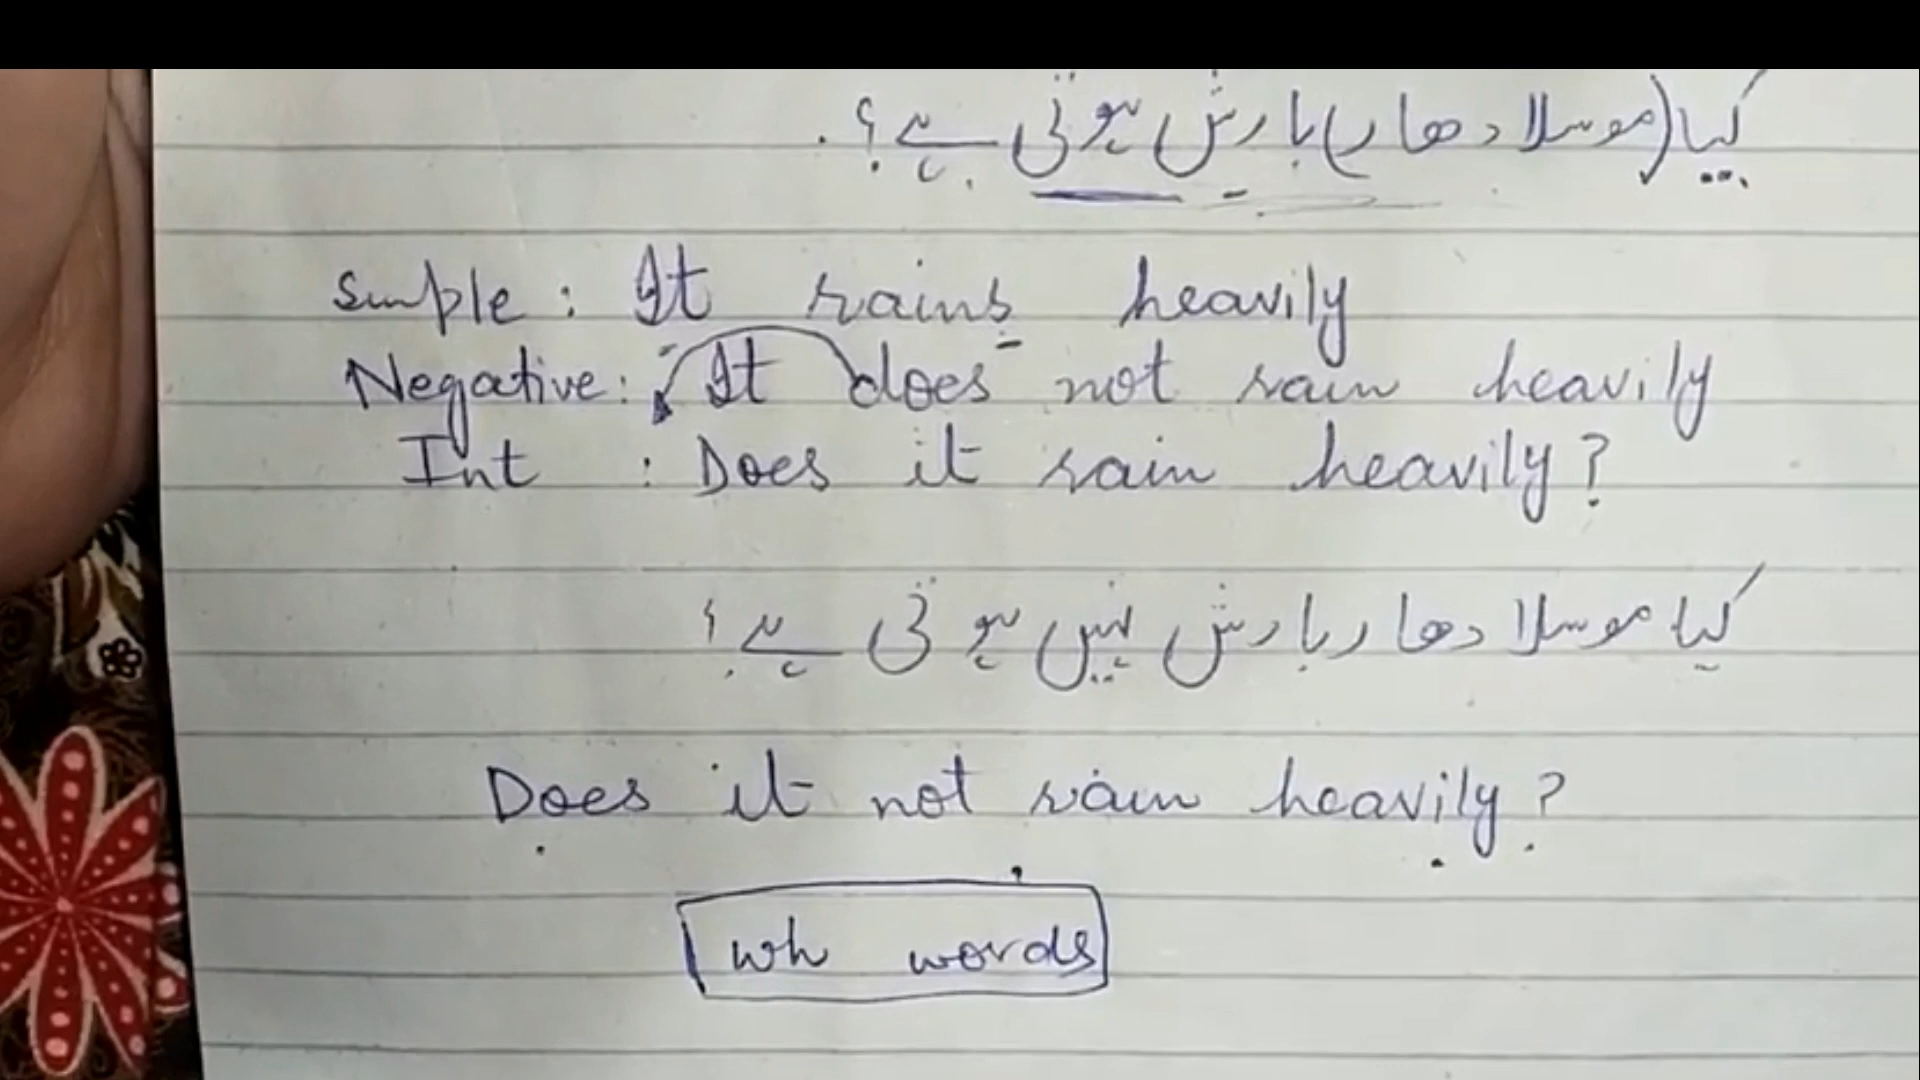 کیا (موسلا دھار) بارش ہوتی ہے؟
Simple: It rains heavily
Negative: It does not rain heavily
Int : Does it rain heavily?
کیا موسلا دھار بارش نہیں ہوتی ہے؟
Does it not rain heavily?
wh words